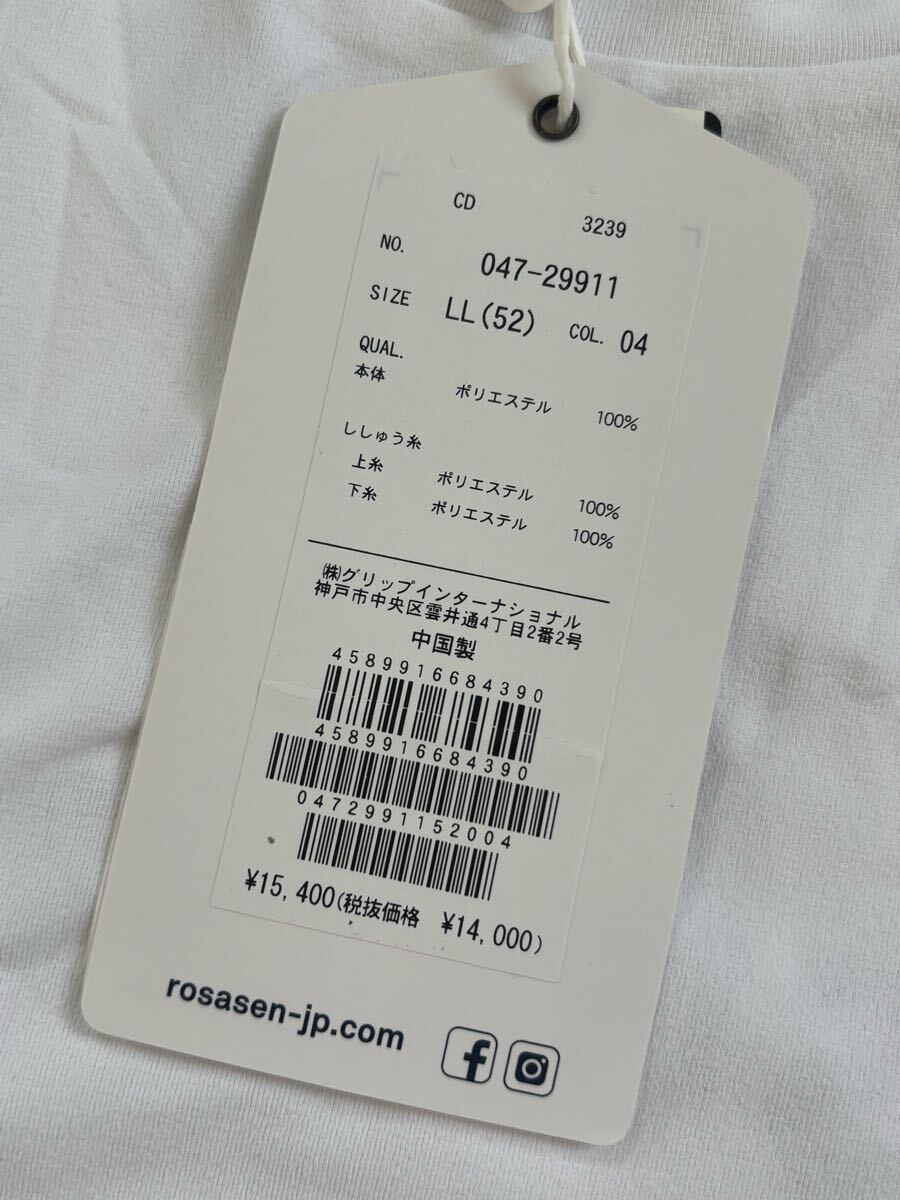 CD 3239
NO. 047-29911
SIZE LL(52) COL. 04
QUAL.
本体 ポリエステル 100%
ししゅう糸
上糸 ポリエステル 100%
下糸 ポリエステル 100%
㈱グリップインターナショナル
神戸市中央区雲井通4丁目2番2号
中国製
4589916684390
4589916684390
0472991152004
¥15,400(税抜価格 ¥14,000)
rosasen-jp.com